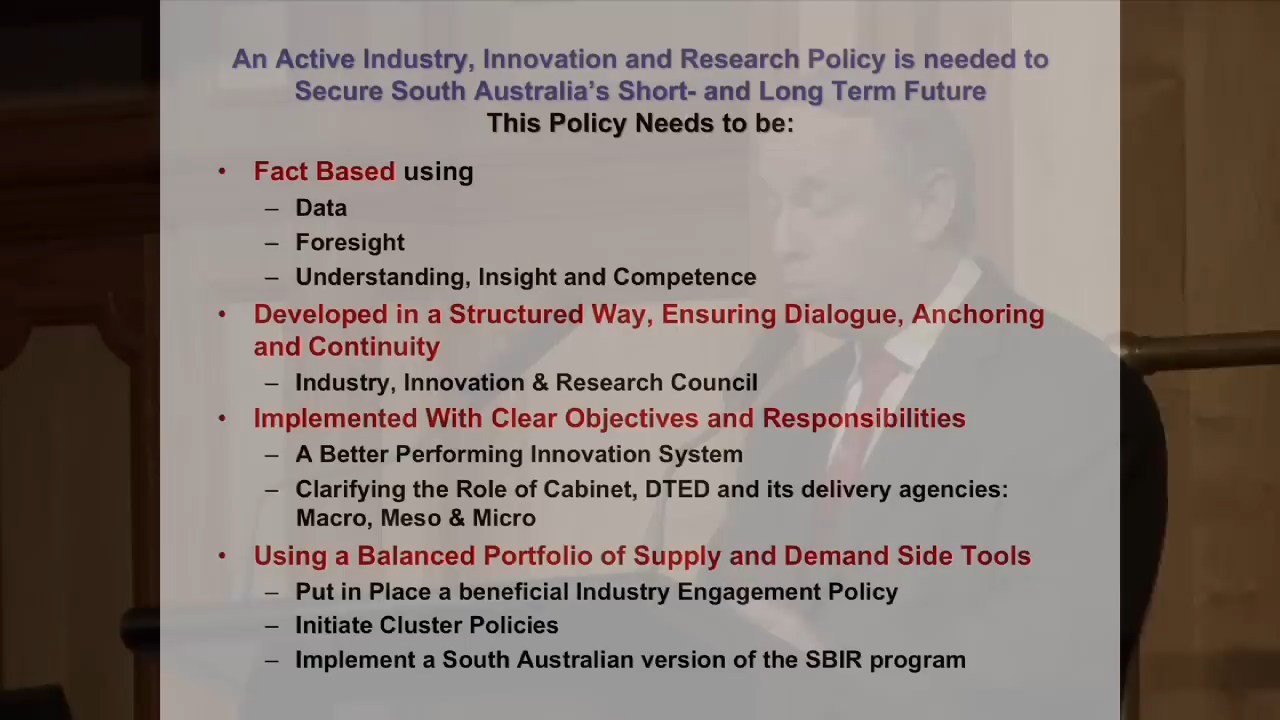 An Active Industry, Innovation and Research Policy is needed to
Secure South Australia's Short- and Long Term Future
This Policy Needs to be:
• Fact Based using
– Data
– Foresight
– Understanding, Insight and Competence
• Developed in a Structured Way, Ensuring Dialogue, Anchoring
and Continuity
– Industry, Innovation & Research Council
• Implemented With Clear Objectives and Responsibilities
– A Better Performing Innovation System
– Clarifying the Role of Cabinet, DTED and its delivery agencies:
Macro, Meso & Micro
• Using a Balanced Portfolio of Supply and Demand Side Tools
– Put in Place a beneficial Industry Engagement Policy
– Initiate Cluster Policies
– Implement a South Australian version of the SBIR program